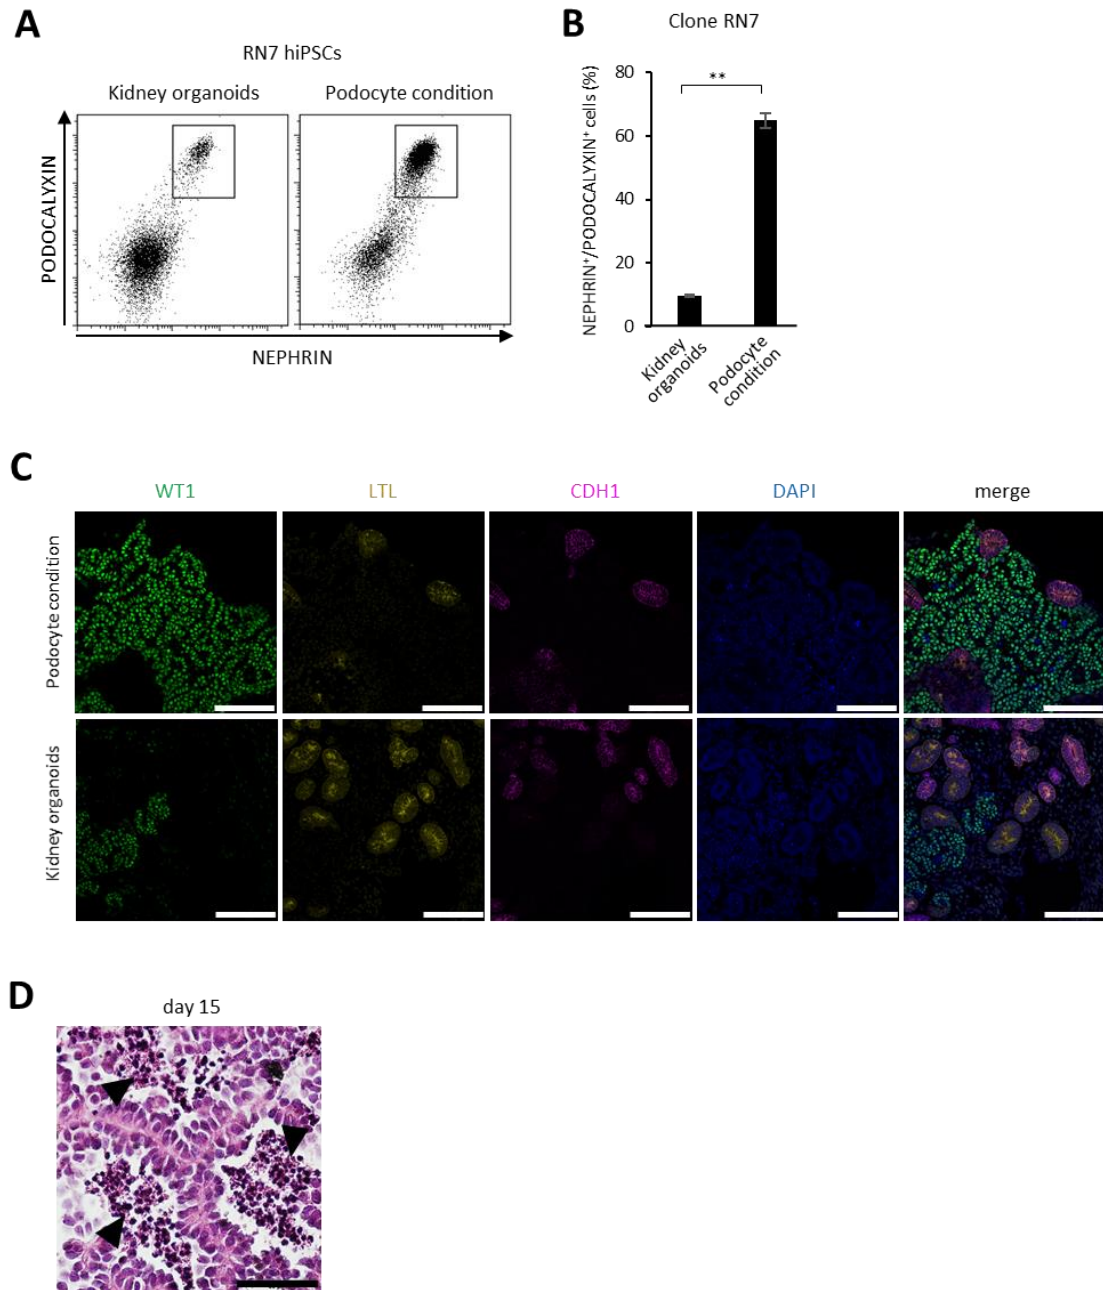 A
RN7 hiPSCs
Kidney organoids
Podocyte condition
PODOCALYXIN
NEPHRIN
B
Clone RN7
NEPHRIN⁺/PODOCALYXIN⁺ cells (%)
80
60
40
20
0
**
Kidney
organoids
Podocyte
condition
C
WT1
LTL
CDH1
DAPI
merge
Podocyte condition
Kidney organoids
D
day 15